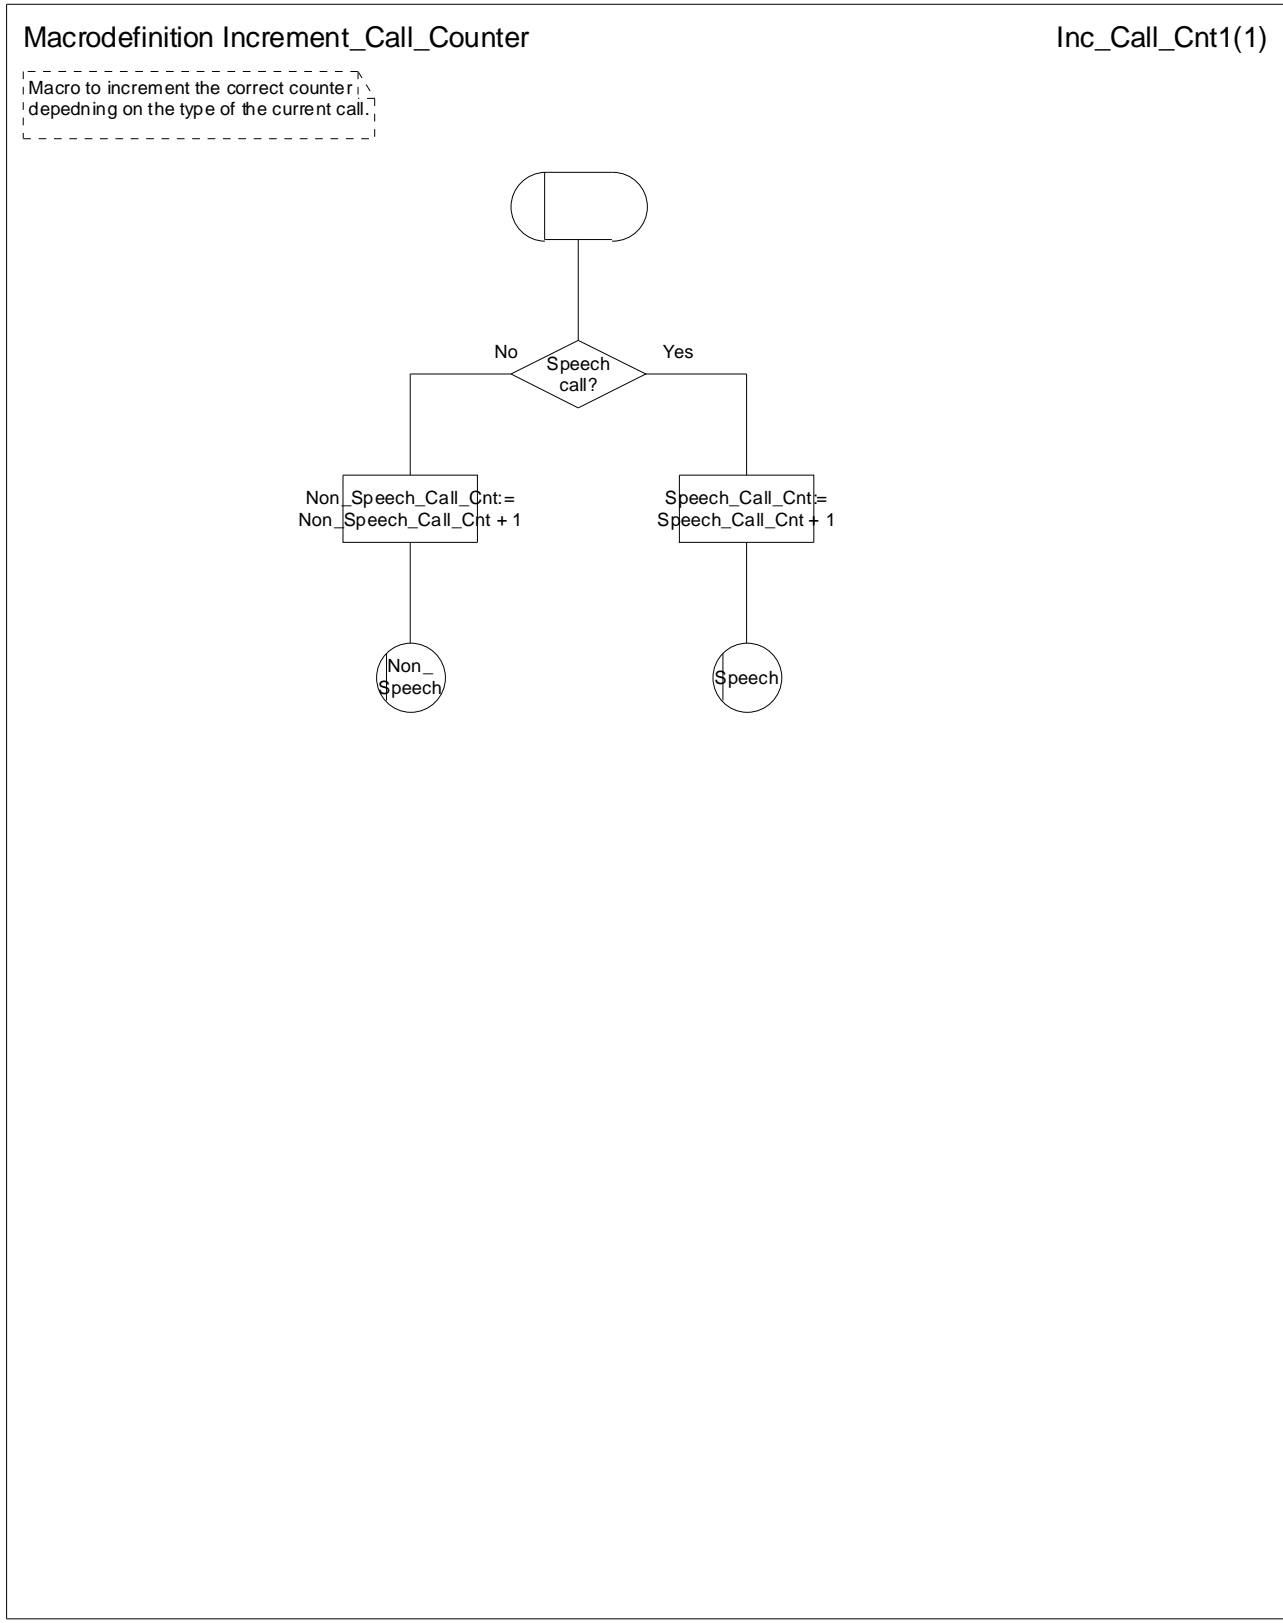 Macrodefinition Increment_Call_Counter
Inc_Call_Cnt1(1)
Macro to increment the correct counter
depedning on the type of the current call.
No
Yes
Speech
call?
Non_Speech_Call_Cnt:=
Non_Speech_Call_Cnt + 1
Speech_Call_Cnt:=
Speech_Call_Cnt + 1
Non_
Speech
Speech